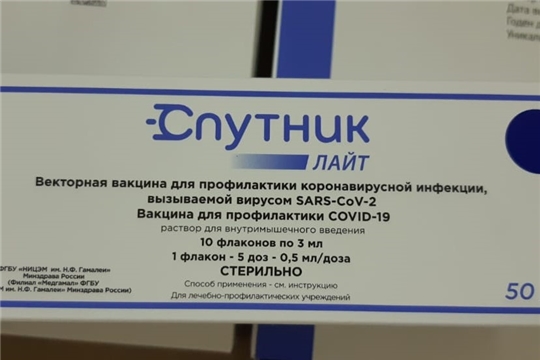 Дата в
Годен д
Уникаль
Спутник
ЛАЙТ
Векторная вакцина для профилактики коронавирусной инфекции,
вызываемой вирусом SARS-CoV-2
Вакцина для профилактики COVID-19
раствор для внутримышечного введения
10 флаконов по 3 мл
1 флакон - 5 доз - 0,5 мл/доза
СТЕРИЛЬНО
Способ применения - см. инструкцию
Для лечебно-профилактических учреждений
ФГБУ «НИЦЭМ им. Н.Ф. Гамалеи»
Минздрава России
(Филиал «Медгамал» ФГБУ
М им. Н.Ф. Гамалеи» Минздрава России)
50